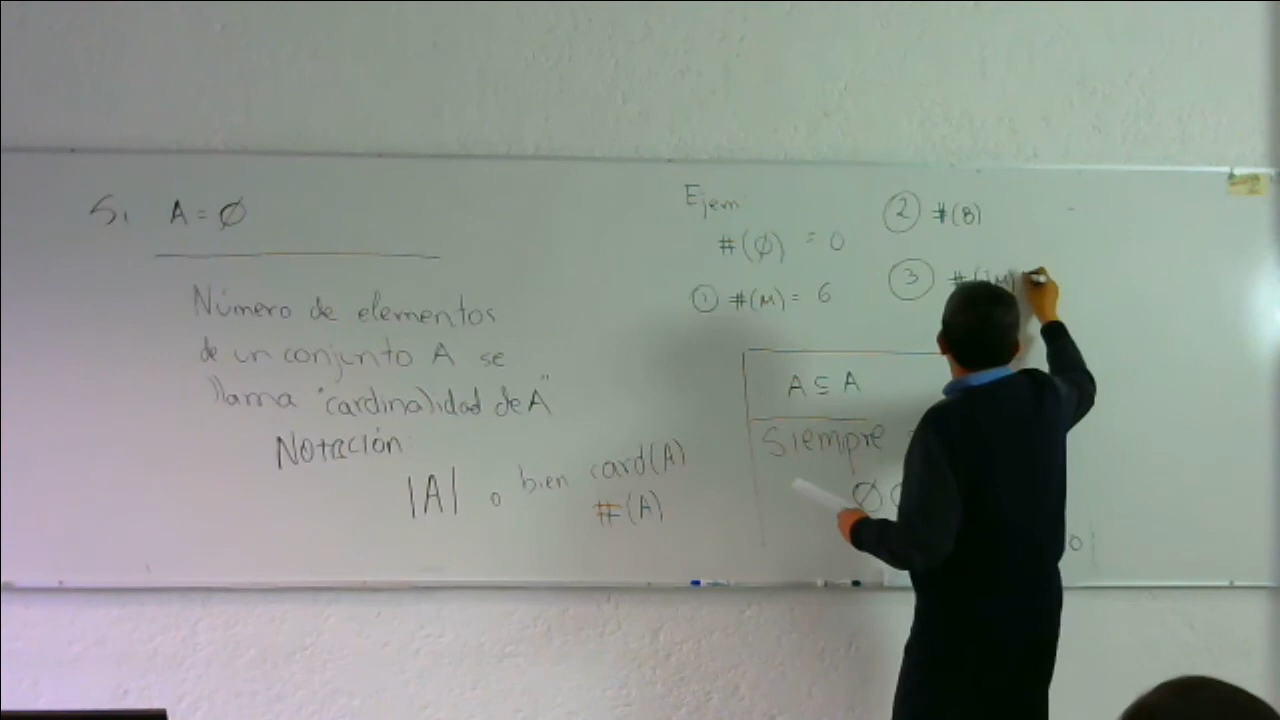 Si A = ∅
Número de elementos
de un conjunto A se
llama "cardinalidad de A"
Notación
|A| o bien card(A)
#(A)
Ejem
#(∅) = 0
① #(M) = 6
② #(B)
③ #(
A ⊆ A
Siempre
∅